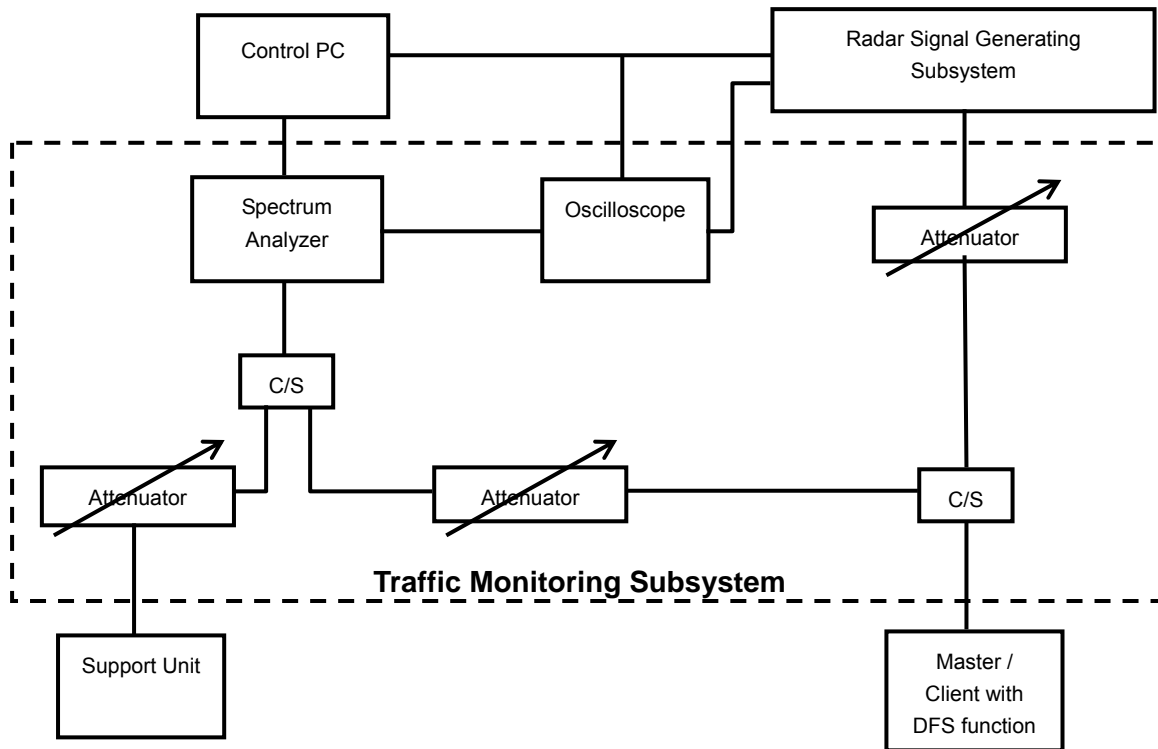 Control PC
Radar Signal Generating
Subsystem
Spectrum
Analyzer
Oscilloscope
Attenuator
C/S
Attenuator
Attenuator
C/S
Traffic Monitoring Subsystem
Support Unit
Master /
Client with
DFS function